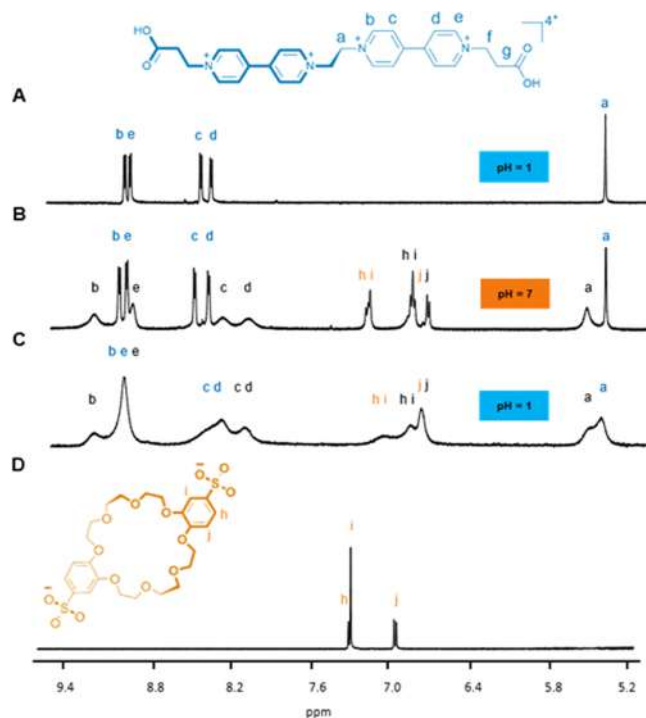 b c d e 4+
HO a f g
O N+ N+ N+ N+ O
OH
A
b e c d a
pH = 1
B
b e c d a
b e c d h i h i j j pH = 7 a
C
b e e
b c d c d h i h i j j pH = 1 a a
D
O O
S
O−
i
h
j
O O O O
O O O O
−O S O
O
i
h j
9.4 8.8 8.2 7.6 7.0 6.4 5.8 5.2
ppm